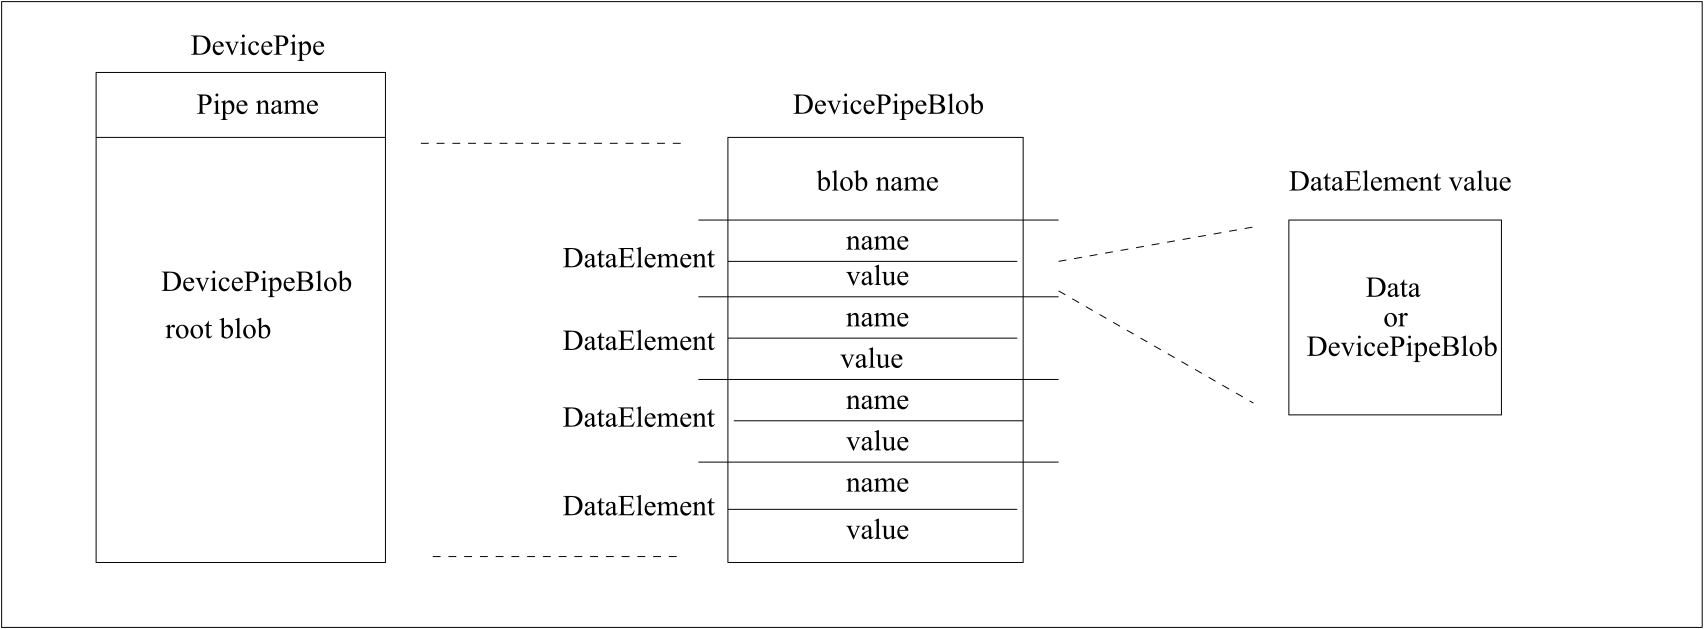 DevicePipe
Pipe name
DevicePipeBlob
root blob
DevicePipeBlob
blob name
DataElement
name
value
DataElement
name
value
DataElement
name
value
DataElement
name
value
DataElement value
Data
or
DevicePipeBlob